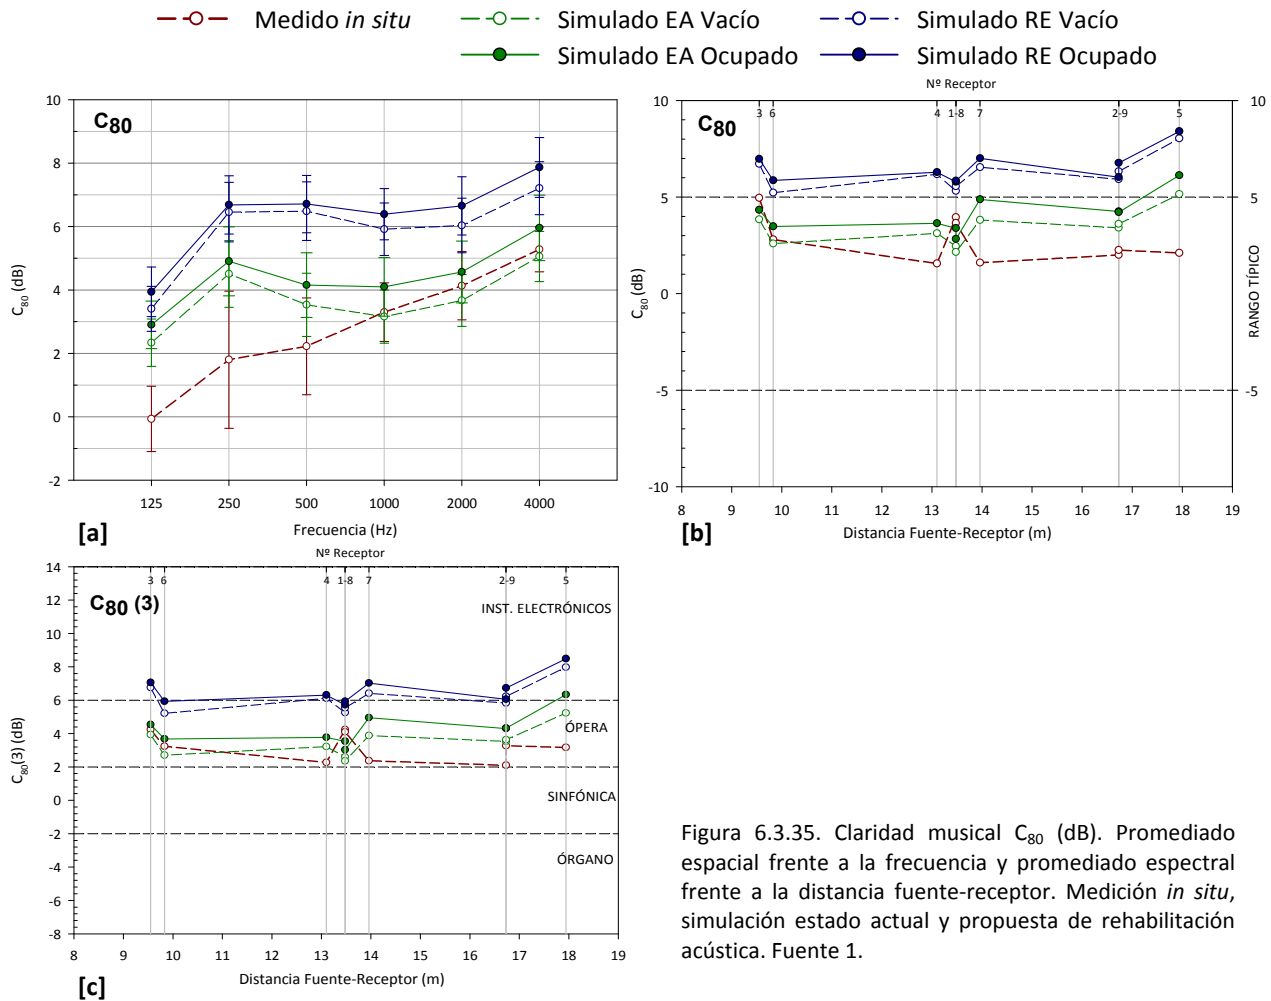 Medido in situ
Simulado EA Vacío
Simulado RE Vacío
Simulado EA Ocupado
Simulado RE Ocupado
C80
10
8
6
4
2
0
-2
C80 (dB)
125 250 500 1000 2000 4000
Frecuencia (Hz)
[a]
Nº Receptor
3 6 4 1-8 7 2-9 5
C80
10
5
0
-5
-10
C80 (dB)
10
5
-5
RANGO TÍPICO
8 9 10 11 12 13 14 15 16 17 18 19
Distancia Fuente-Receptor (m)
[b]
Nº Receptor
3 6 4 1-8 7 2-9 5
C80 (3)
14
12
10
8
6
4
2
0
-2
-4
-6
-8
C80(3) (dB)
INST. ELECTRÓNICOS
ÓPERA
SINFÓNICA
ÓRGANO
8 9 10 11 12 13 14 15 16 17 18 19
Distancia Fuente-Receptor (m)
[c]
Figura 6.3.35. Claridad musical C80 (dB). Promediado
espacial frente a la frecuencia y promediado espectral
frente a la distancia fuente-receptor. Medición in situ,
simulación estado actual y propuesta de rehabilitación
acústica. Fuente 1.